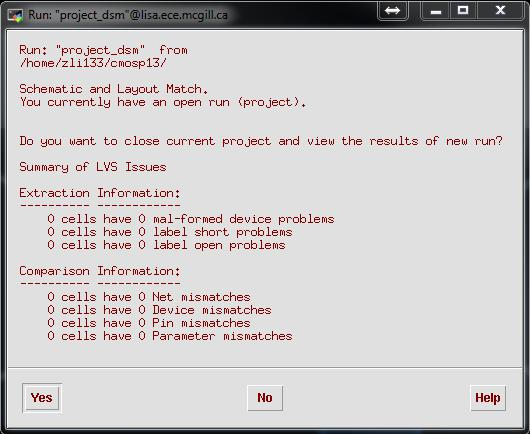 Run: "project_dsm"@lisa.ece.mcgill.ca
Run: "project_dsm"  from
/home/zli133/cmosp13/
Schematic and Layout Match.
You currently have an open run (project).
Do you want to close current project and view the results of new run?
Summary of LVS Issues
Extraction Information:
---------- ------------
0 cells have 0 mal-formed device problems
0 cells have 0 label short problems
0 cells have 0 label open problems
Comparison Information:
---------- ------------
0 cells have 0 Net mismatches
0 cells have 0 Device mismatches
0 cells have 0 Pin mismatches
0 cells have 0 Parameter mismatches
Yes No Help